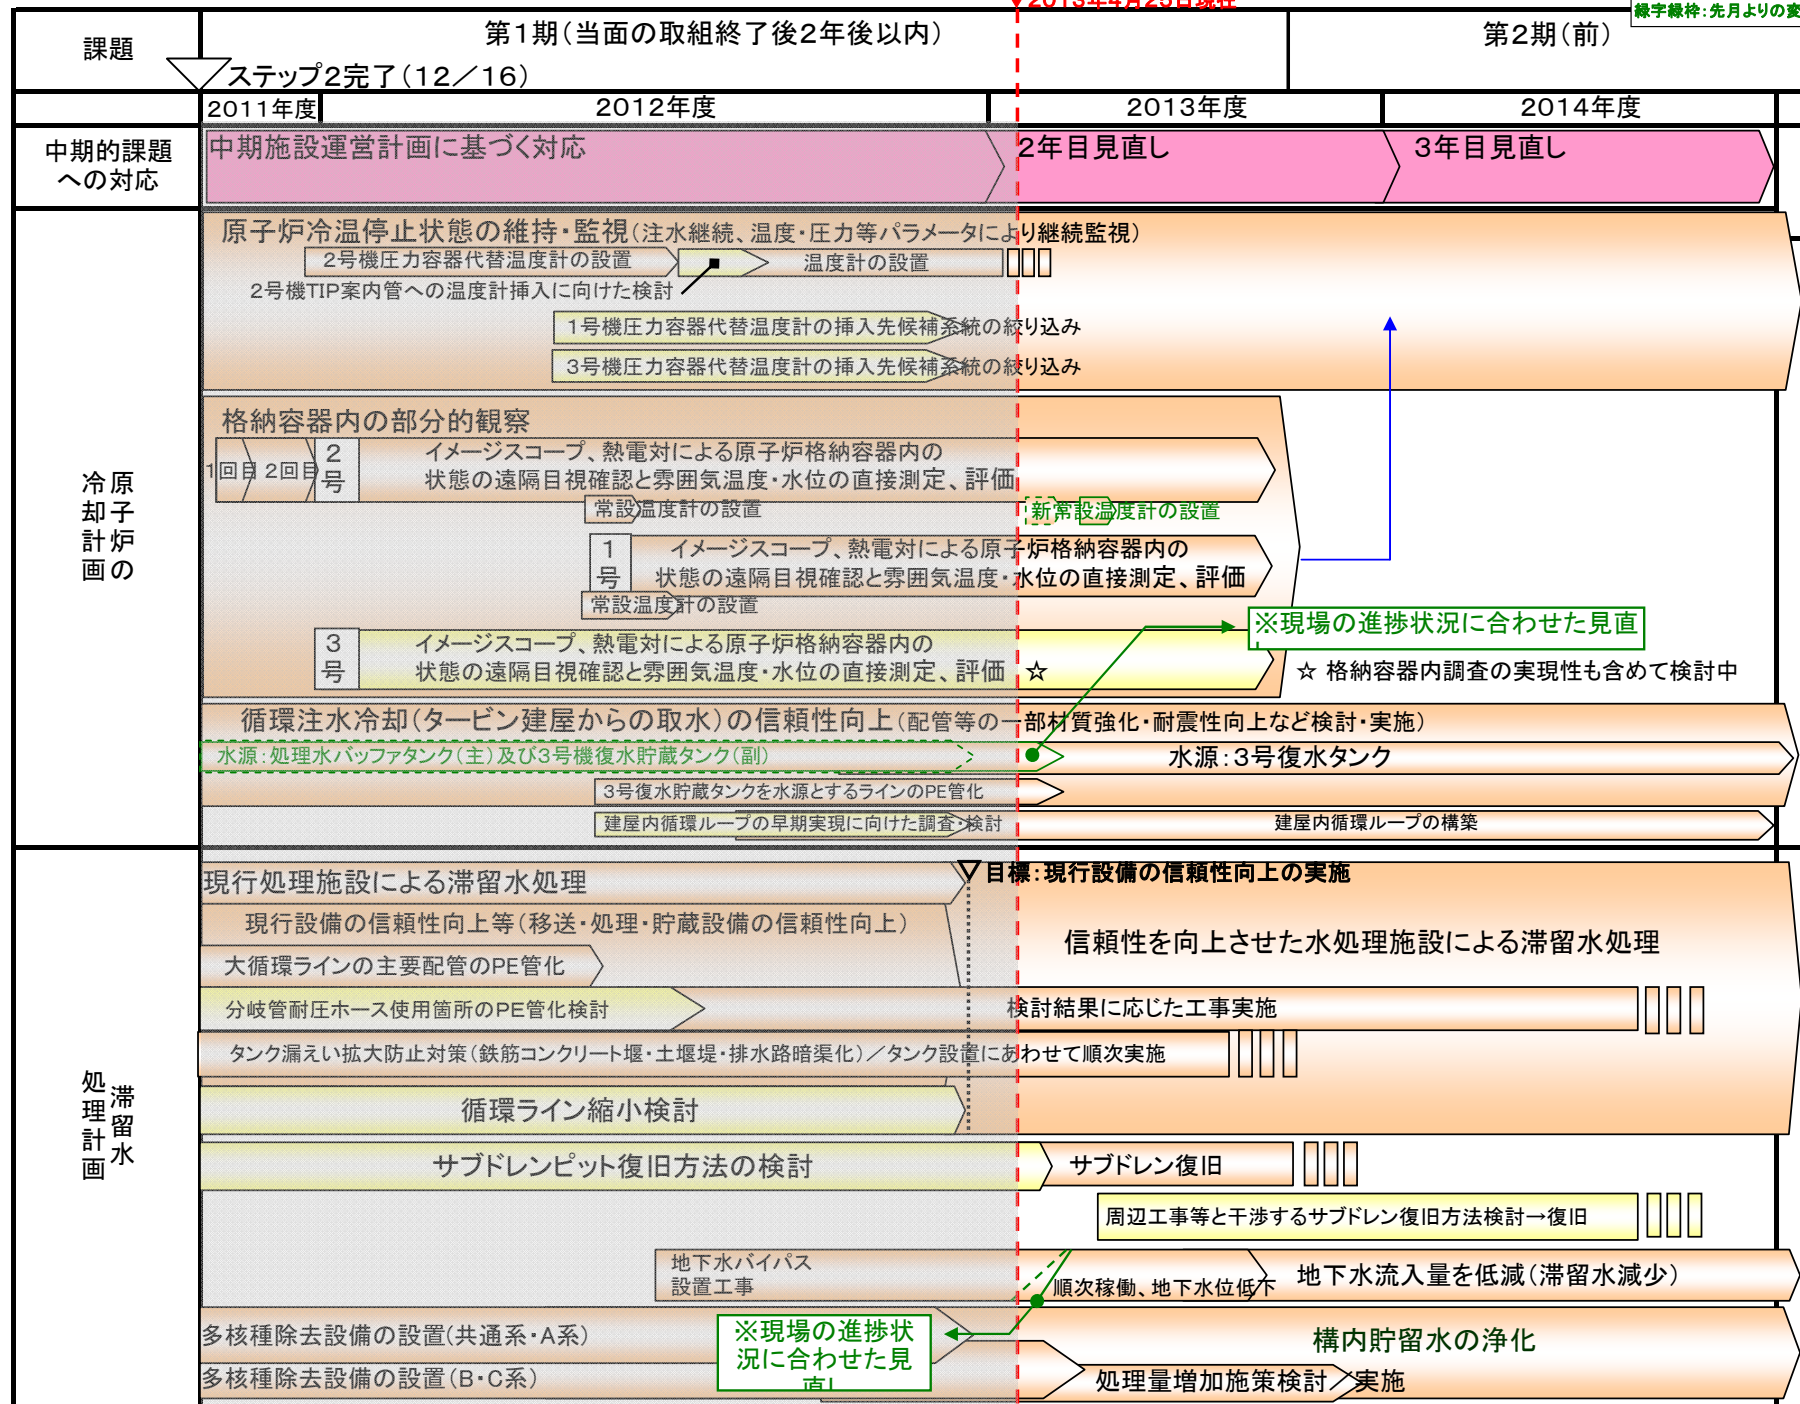 2013年4月25日現在
緑字緑枠:先月よりの変
課題
第1期(当面の取組終了後2年後以内)
第2期(前)
ステップ2完了(12/16)
2011年度
2012年度
2013年度
2014年度
中期的課題
への対応
中期施設運営計画に基づく対応
2年目見直し
3年目見直し
原子炉の
冷却計画
原子炉冷温停止状態の維持・監視(注水継続、温度・圧力等パラメータにより継続監視)
2号機圧力容器代替温度計の設置
温度計の設置
2号機TIP案内管への温度計挿入に向けた検討
1号機圧力容器代替温度計の挿入先候補系統の絞り込み
3号機圧力容器代替温度計の挿入先候補系統の絞り込み
格納容器内の部分的観察
1回目
2回目
2号
イメージスコープ、熱電対による原子炉格納容器内の
状態の遠隔目視確認と雰囲気温度・水位の直接測定、評価
常設温度計の設置
新常設温度計の設置
1号
イメージスコープ、熱電対による原子炉格納容器内の
状態の遠隔目視確認と雰囲気温度・水位の直接測定、評価
常設温度計の設置
※現場の進捗状況に合わせた見直
3号
イメージスコープ、熱電対による原子炉格納容器内の
状態の遠隔目視確認と雰囲気温度・水位の直接測定、評価 ☆
☆ 格納容器内調査の実現性も含めて検討中
循環注水冷却(タービン建屋からの取水)の信頼性向上(配管等の一部材質強化・耐震性向上など検討・実施)
水源:処理水バッファタンク(主)及び3号機復水貯蔵タンク(副)
水源:3号復水タンク
3号復水貯蔵タンクを水源とするラインのPE管化
建屋内循環ループの早期実現に向けた調査・検討
建屋内循環ループの構築
滞留水
処理計画
現行処理施設による滞留水処理
目標:現行設備の信頼性向上の実施
現行設備の信頼性向上等(移送・処理・貯蔵設備の信頼性向上)
信頼性を向上させた水処理施設による滞留水処理
大循環ラインの主要配管のPE管化
分岐管耐圧ホース使用箇所のPE管化検討
検討結果に応じた工事実施
タンク漏えい拡大防止対策(鉄筋コンクリート堰・土堰堤・排水路暗渠化)/タンク設置にあわせて順次実施
循環ライン縮小検討
サブドレンピット復旧方法の検討
サブドレン復旧
周辺工事等と干渉するサブドレン復旧方法検討→復旧
地下水バイパス
設置工事
順次稼働、地下水位低下
地下水流入量を低減(滞留水減少)
多核種除去設備の設置(共通系・A系)
※現場の進捗状
況に合わせた見
直し
構内貯留水の浄化
多核種除去設備の設置(B・C系)
処理量増加施策検討/実施